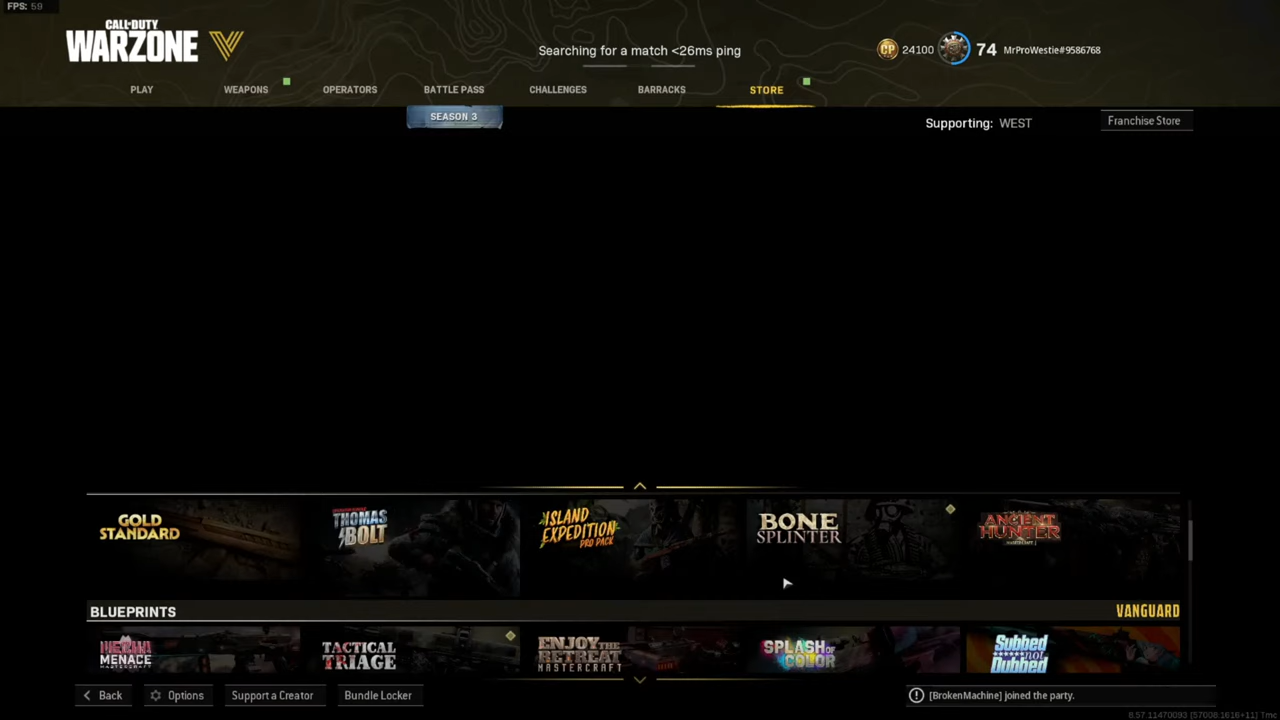 FPS: 59
CALL·DUTY
WARZONE
Searching for a match <26ms ping
CP 24100 74 MrProWestie#9586768
PLAY WEAPONS OPERATORS BATTLE PASS CHALLENGES BARRACKS STORE
SEASON 3
Supporting: WEST
Franchise Store
GOLD STANDARD
THOMAS BOLT
ISLAND EXPEDITION PRO PACK
BONE SPLINTER
ANCIENT HUNTER
BLUEPRINTS VANGUARD
MENACE MASTERCRAFT
TACTICAL TRIAGE
ENJOY THE RETREAT MASTERCRAFT
SPLASH OF COLOR
Subbed not Dubbed
Back Options Support a Creator Bundle Locker
[BrokenMachine] joined the party.